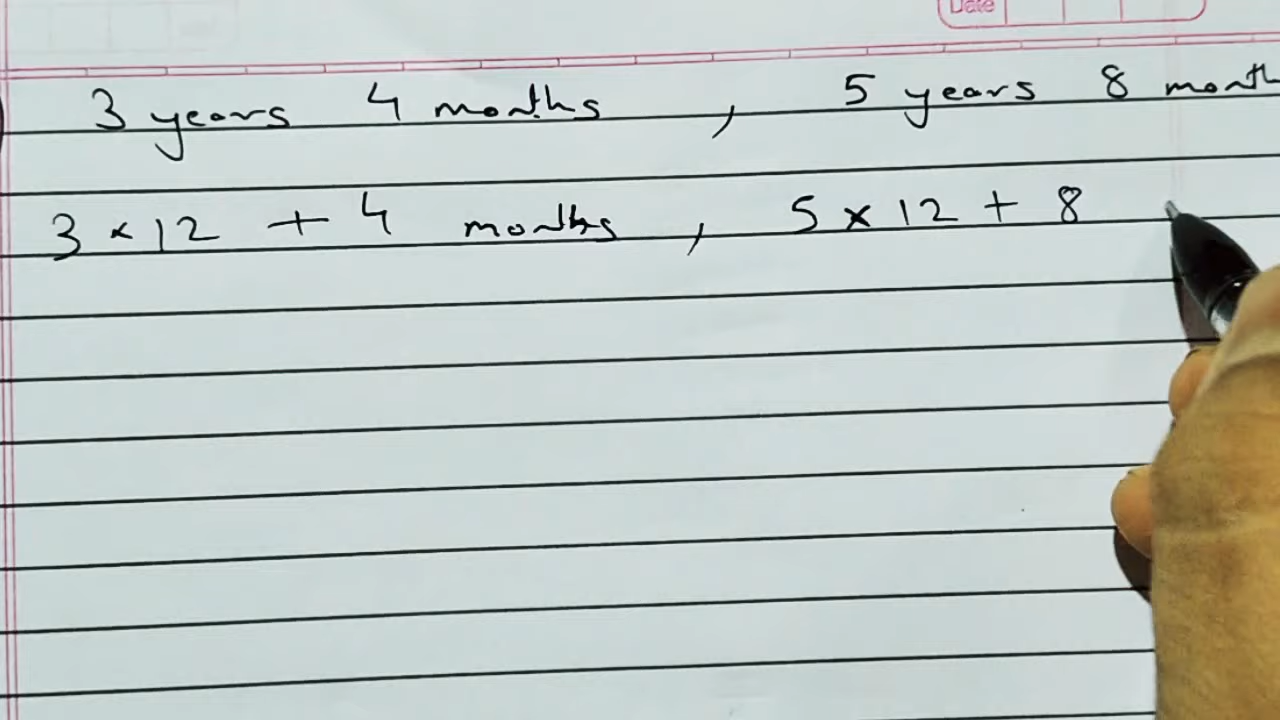 Date
3 years 4 months , 5 years 8 month
3 × 12 + 4 months , 5 × 12 + 8